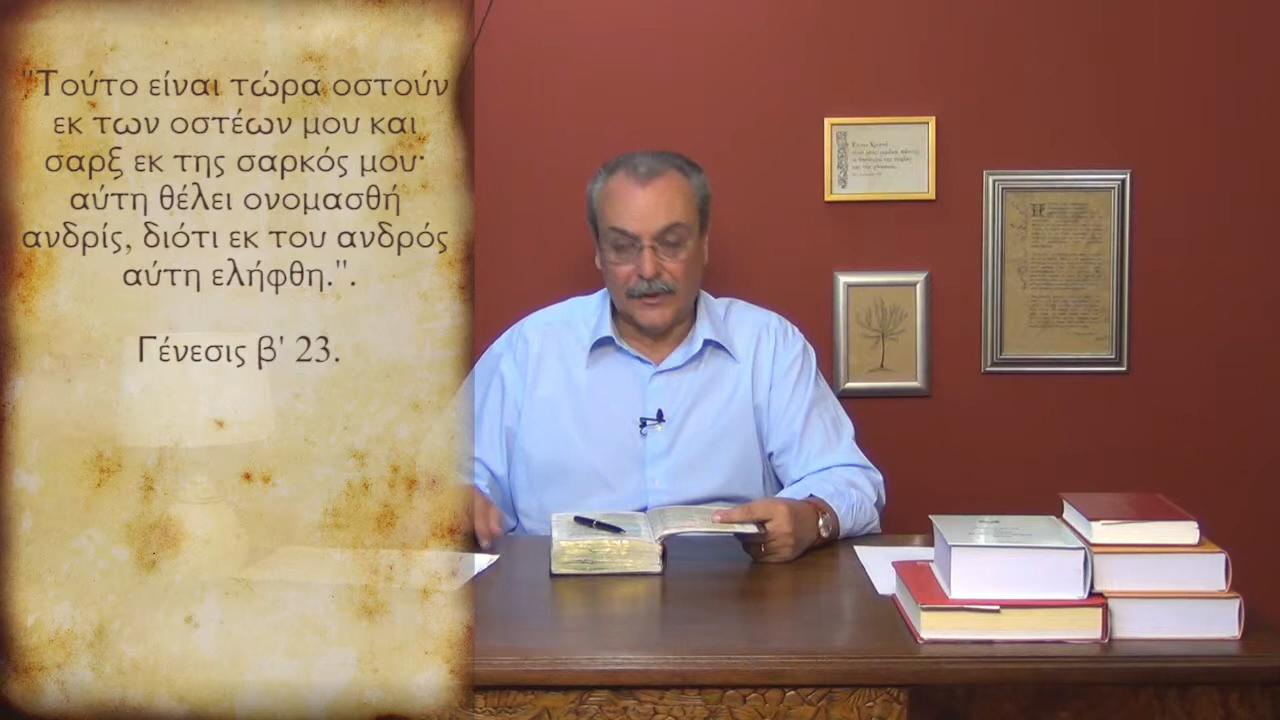 "Τούτο είναι τώρα οστούν
εκ των οστέων μου και
σαρξ εκ της σαρκός μου·
αύτη θέλει ονομασθή
ανδρίς, διότι εκ του ανδρός
αύτη ελήφθη.".
Γένεσις β' 23.